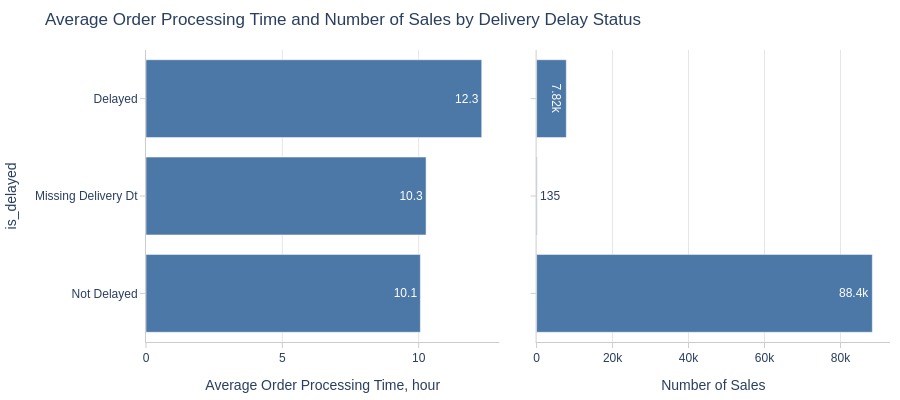 Average Order Processing Time and Number of Sales by Delivery Delay Status
is_delayed
Delayed
Missing Delivery Dt
Not Delayed
12.3
10.3
10.1
0
5
10
Average Order Processing Time, hour
7.82k
135
88.4k
0
20k
40k
60k
80k
Number of Sales